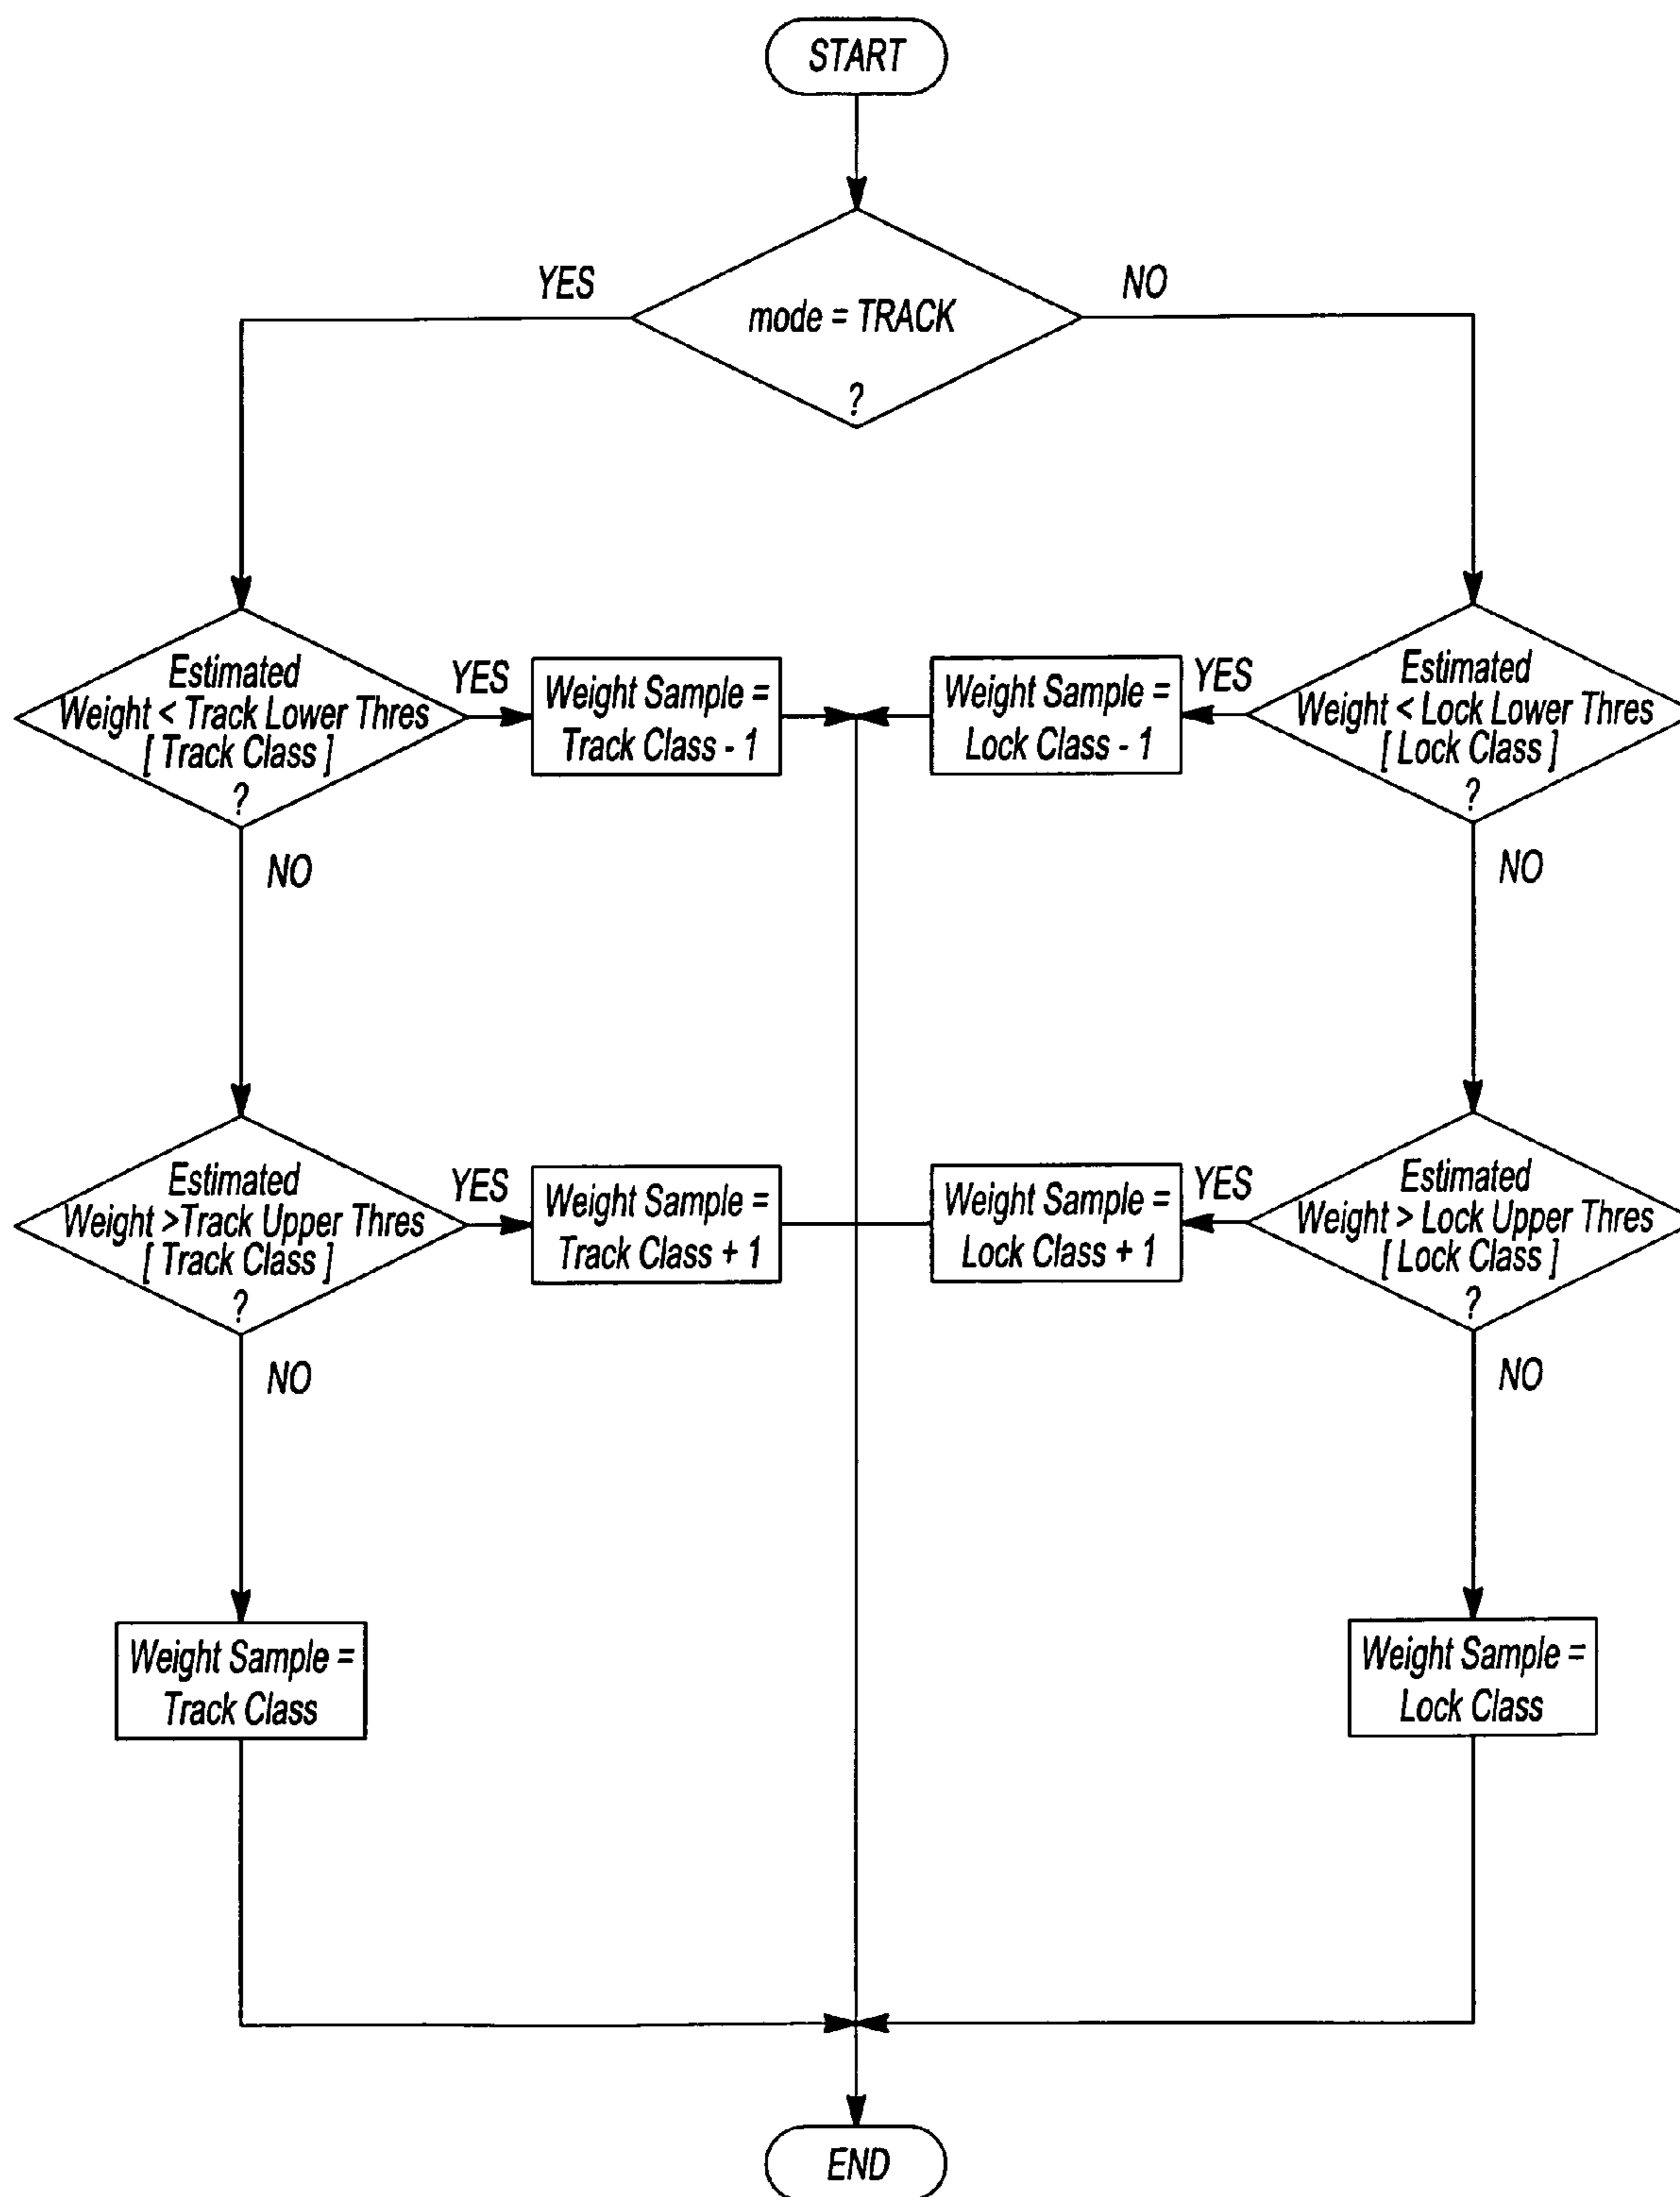 START
YES
NO
mode = TRACK
?
Estimated
Weight < Track Lower Thres
[ Track Class ]
?
YES
Weight Sample =
Track Class - 1
Weight Sample =
Lock Class - 1
YES
Estimated
Weight < Lock Lower Thres
[ Lock Class ]
?
NO
NO
Estimated
Weight >Track Upper Thres
[ Track Class ]
?
YES
Weight Sample =
Track Class + 1
Weight Sample =
Lock Class + 1
YES
Estimated
Weight > Lock Upper Thres
[ Lock Class ]
?
NO
NO
Weight Sample =
Track Class
Weight Sample =
Lock Class
END